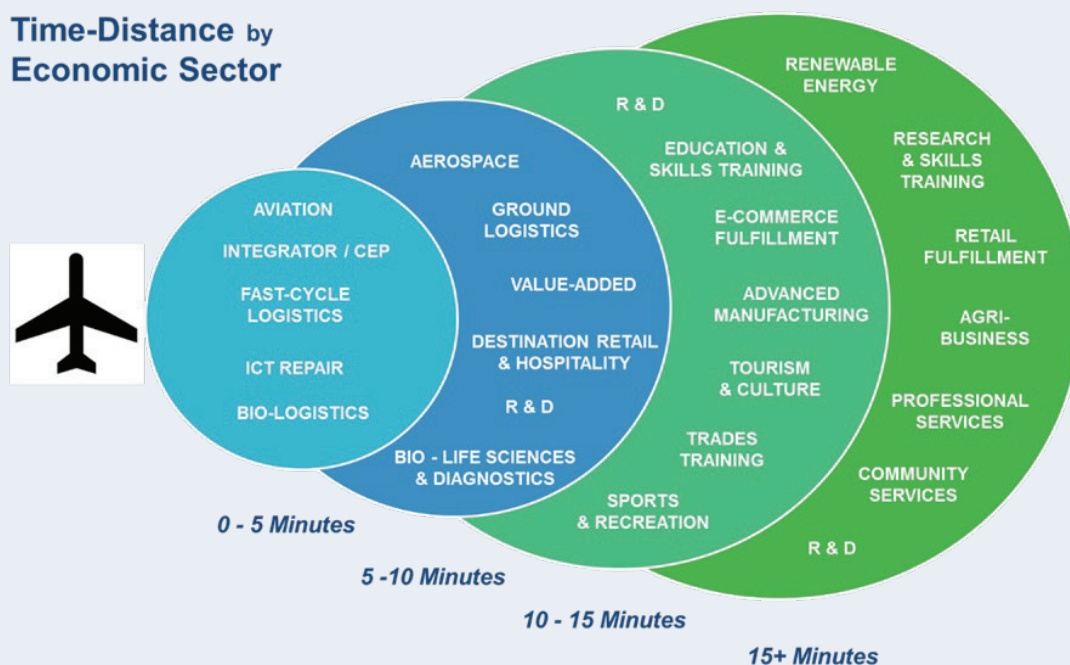 Time-Distance by
Economic Sector
AVIATION
INTEGRATOR / CEP
FAST-CYCLE
LOGISTICS
ICT REPAIR
BIO-LOGISTICS
0 - 5 Minutes
AEROSPACE
GROUND
LOGISTICS
VALUE-ADDED
DESTINATION RETAIL
& HOSPITALITY
R & D
BIO - LIFE SCIENCES
& DIAGNOSTICS
5 -10 Minutes
R & D
EDUCATION &
SKILLS TRAINING
E-COMMERCE
FULFILLMENT
ADVANCED
MANUFACTURING
TOURISM
& CULTURE
TRADES
TRAINING
SPORTS
& RECREATION
10 - 15 Minutes
RENEWABLE
ENERGY
RESEARCH
& SKILLS
TRAINING
RETAIL
FULFILLMENT
AGRI-
BUSINESS
PROFESSIONAL
SERVICES
COMMUNITY
SERVICES
R & D
15+ Minutes